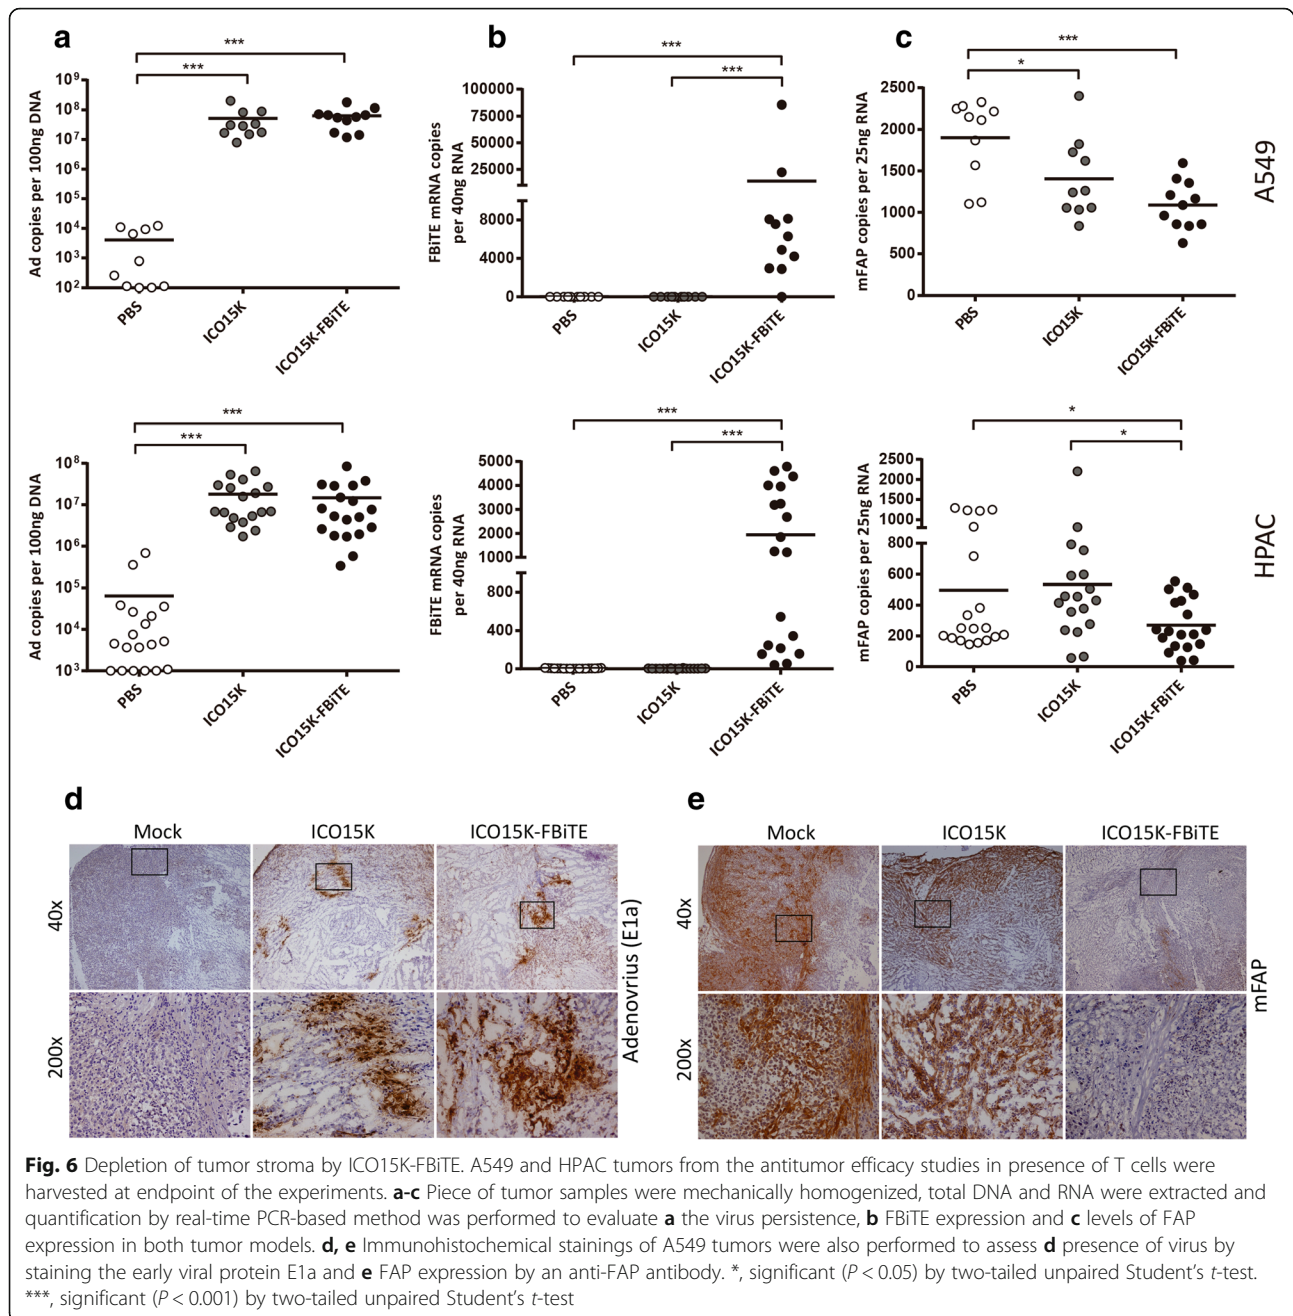 a
***
***
Ad copies per 100ng DNA
10⁹
10⁸
10⁷
10⁶
10⁵
10⁴
10³
10²
PBS
ICO15K
ICO15K-FBiTE
b
***
***
FBiTE mRNA copies
per 40ng RNA
100000
75000
50000
25000
8000
4000
0
PBS
ICO15K
ICO15K-FBiTE
c
***
*
mFAP copies per 25ng RNA
2500
2000
1500
1000
500
0
PBS
ICO15K
ICO15K-FBiTE
A549
***
***
Ad copies per 100ng DNA
10⁸
10⁷
10⁶
10⁵
10⁴
10³
PBS
ICO15K
ICO15K-FBiTE
***
***
FBiTE mRNA copies
per 40ng RNA
5000
4000
3000
2000
1000
800
400
0
PBS
ICO15K
ICO15K-FBiTE
*
*
mFAP copies per 25ng RNA
2500
2000
1500
1000
800
600
400
200
0
PBS
ICO15K
ICO15K-FBiTE
HPAC
d
Mock
ICO15K
ICO15K-FBiTE
40x
200x
Adenovrius (E1a)
e
Mock
ICO15K
ICO15K-FBiTE
40x
200x
mFAP
Fig. 6 Depletion of tumor stroma by ICO15K-FBiTE. A549 and HPAC tumors from the antitumor efficacy studies in presence of T cells were
harvested at endpoint of the experiments. a-c Piece of tumor samples were mechanically homogenized, total DNA and RNA were extracted and
quantification by real-time PCR-based method was performed to evaluate a the virus persistence, b FBiTE expression and c levels of FAP
expression in both tumor models. d, e Immunohistochemical stainings of A549 tumors were also performed to assess d presence of virus by
staining the early viral protein E1a and e FAP expression by an anti-FAP antibody. *, significant (P < 0.05) by two-tailed unpaired Student's t-test.
***, significant (P < 0.001) by two-tailed unpaired Student's t-test